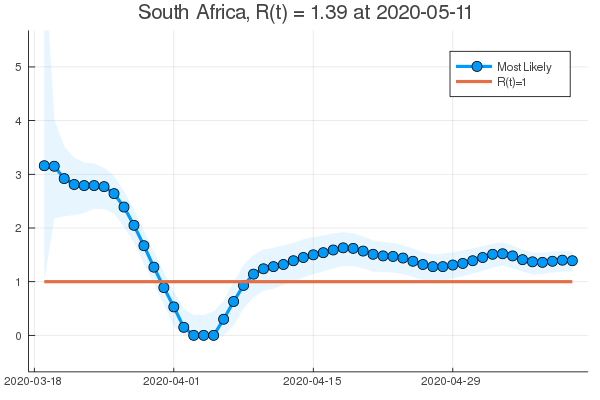 South Africa, R(t) = 1.39 at 2020-05-11
Most Likely
R(t)=1
5
4
3
2
1
0
2020-03-18 2020-04-01 2020-04-15 2020-04-29